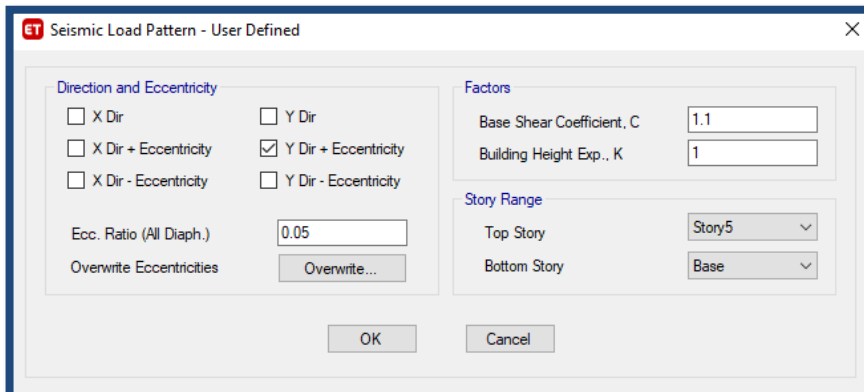 ET Seismic Load Pattern - User Defined
Direction and Eccentricity
X Dir
Y Dir
X Dir + Eccentricity
Y Dir + Eccentricity
X Dir - Eccentricity
Y Dir - Eccentricity
Ecc. Ratio (All Diaph.) 0.05
Overwrite Eccentricities Overwrite...
Factors
Base Shear Coefficient, C 1.1
Building Height Exp., K 1
Story Range
Top Story Story5
Bottom Story Base
OK
Cancel